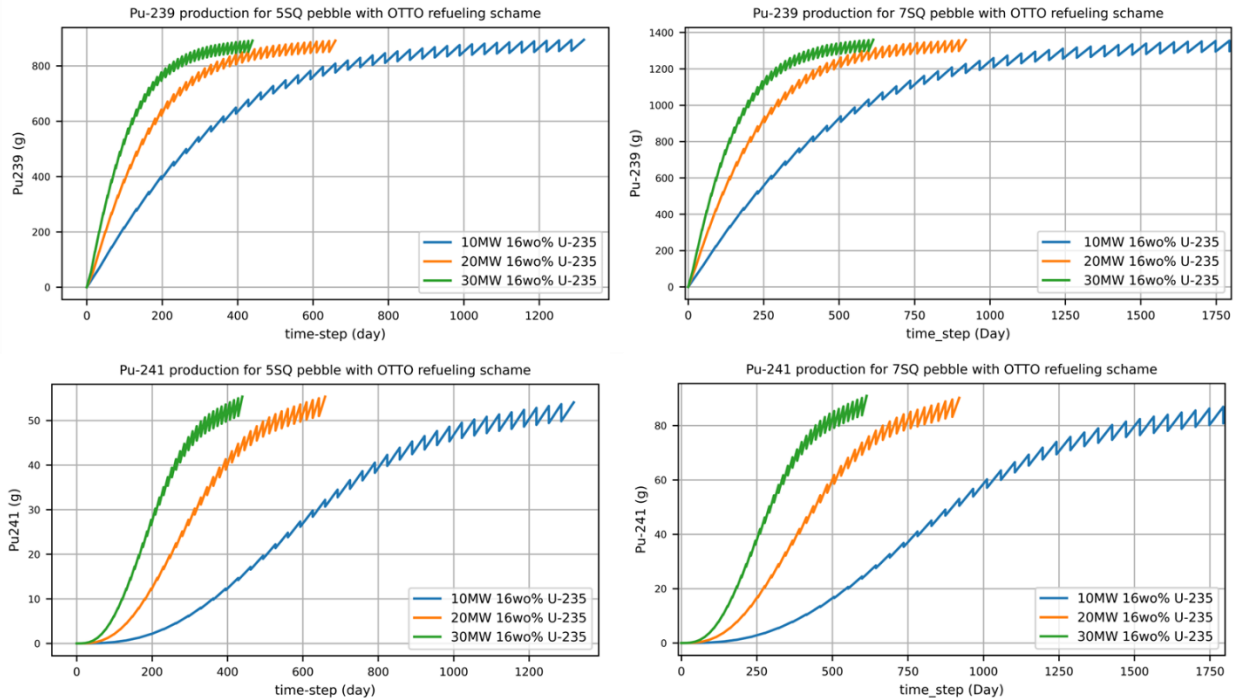 Pu-239 production for 5SQ pebble with OTTO refueling schame
Pu239 (g)
800
600
400
200
0
0 200 400 600 800 1000 1200
time-step (day)
10MW 16wo% U-235
20MW 16wo% U-235
30MW 16wo% U-235
Pu-239 production for 7SQ pebble with OTTO refueling schame
Pu-239 (g)
1400
1200
1000
800
600
400
200
0
0 250 500 750 1000 1250 1500 1750
time_step (Day)
10MW 16wo% U-235
20MW 16wo% U-235
30MW 16wo% U-235
Pu-241 production for 5SQ pebble with OTTO refueling schame
Pu241 (g)
50
40
30
20
10
0
0 200 400 600 800 1000 1200
time-step (day)
10MW 16wo% U-235
20MW 16wo% U-235
30MW 16wo% U-235
Pu-241 production for 7SQ pebble with OTTO refueling schame
Pu-241 (g)
80
60
40
20
0
0 250 500 750 1000 1250 1500 1750
time_step (Day)
10MW 16wo% U-235
20MW 16wo% U-235
30MW 16wo% U-235